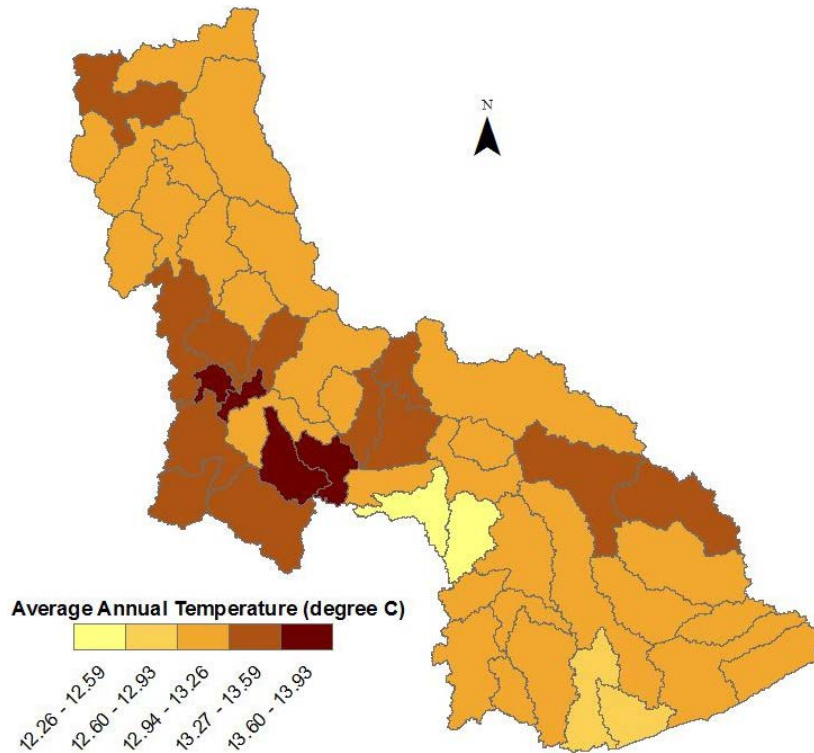 N
Average Annual Temperature (degree C)
12.26 - 12.59
12.60 - 12.93
12.94 - 13.26
13.27 - 13.59
13.60 - 13.93